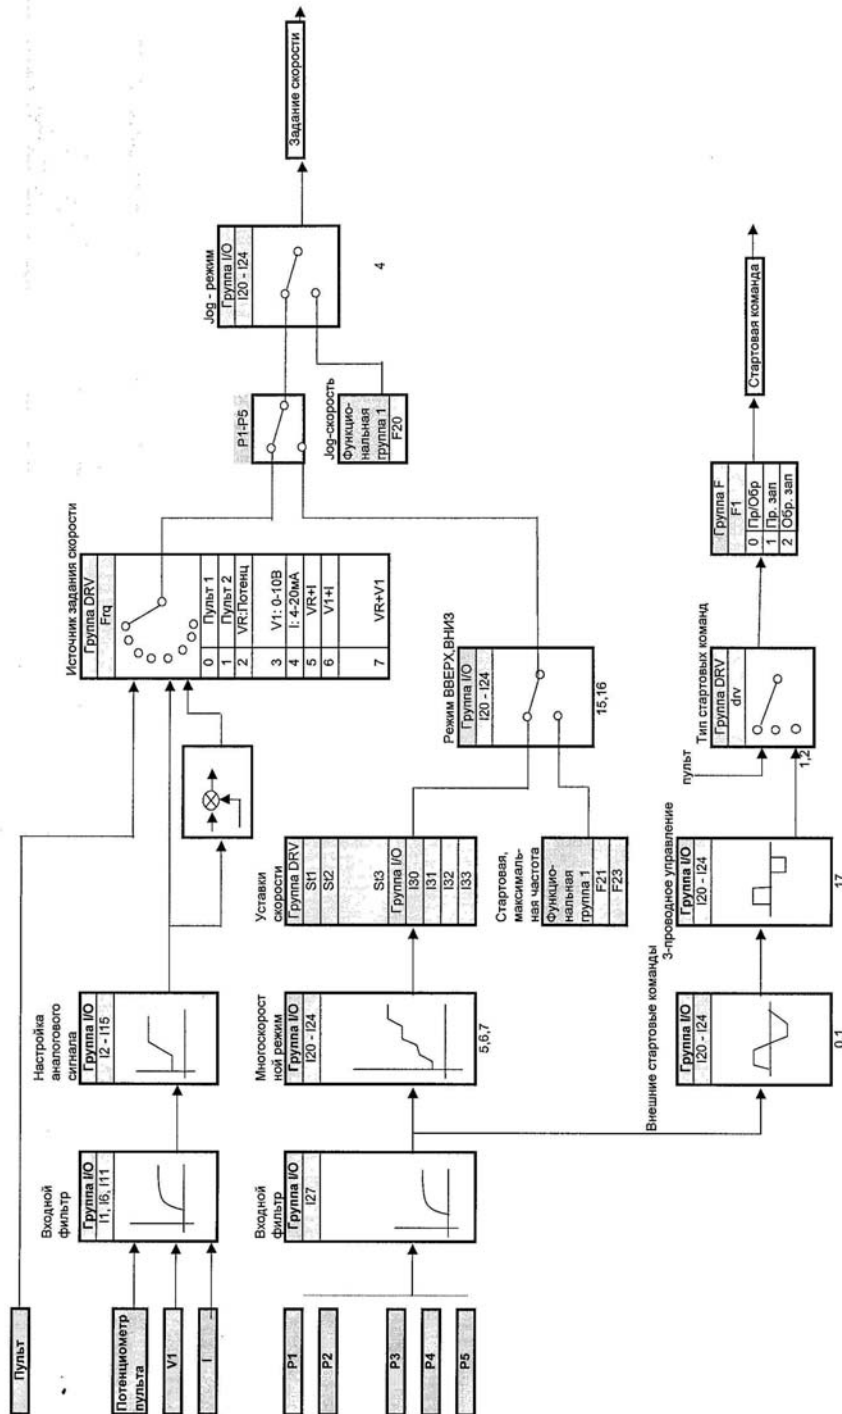 Пульт
Потенциометр
пульта
V1
I
P1
P2
P3
P4
P5
Входной
фильтр
Группа I/O
I1, I6, I11
Настройка
аналогового
сигнала
Группа I/O
I2 - I15
Источник задания скорости
Группа DRV
Frq
0 Пульт 1
1 Пульт 2
2 VR:Потенц
3 V1: 0-10В
4 I: 4-20мА
5 VR+I
6 V1+I
7 VR+V1
P1-P5
Jog-скорость
Функцио-
нальная
группа 1
F20
Jog - режим
Группа I/O
I20 - I24
4
Задание скорости
Входной
фильтр
Группа I/O
I27
Многоскорост
ной режим
Группа I/O
I20 - I24
5,6,7
Уставки
скорости
Группа DRV
St1
St2
St3
Группа I/O
I30
I31
I32
I33
Стартовая,
максималь-
ная частота
Функцио-
нальная
группа 1
F21
F23
Режим ВВЕРХ,ВНИЗ
Группа I/O
I20 - I24
15,16
Внешние стартовые команды
Группа I/O
I20 - I24
0,1
3-проводное управление
Группа I/O
I20 - I24
17
пульт
1,2
Тип стартовых команд
Группа DRV
drv
Группа F
F1
0 Пр/Обр
1 Пр. зап
2 Обр. зап
Стартовая команда